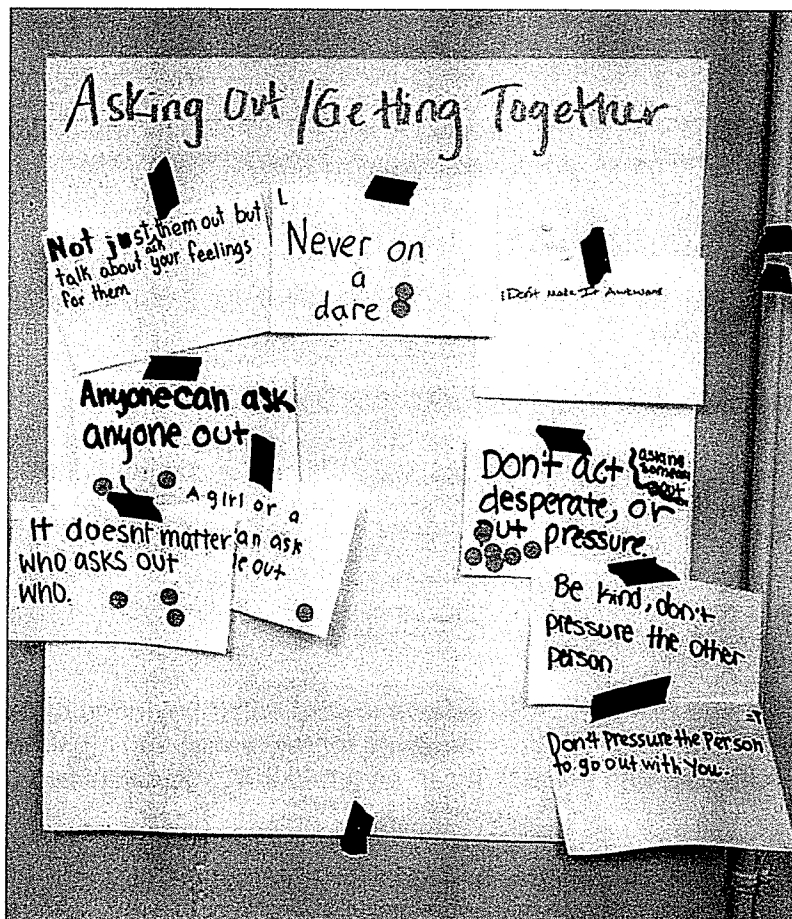 Asking Out / Getting Together
Not just them out but
ask
talk about your feelings
for them
L
Never on
a
dare
Don't Make It Awkward
Anyone can ask
anyone out
A girl or a
an ask
out
It doesnt matter
who asks out
who.
Don't act
asking
someone
out
desperate, or
put pressure.
Be kind, don't
pressure the other
person
Don't pressure the person
to go out with you.